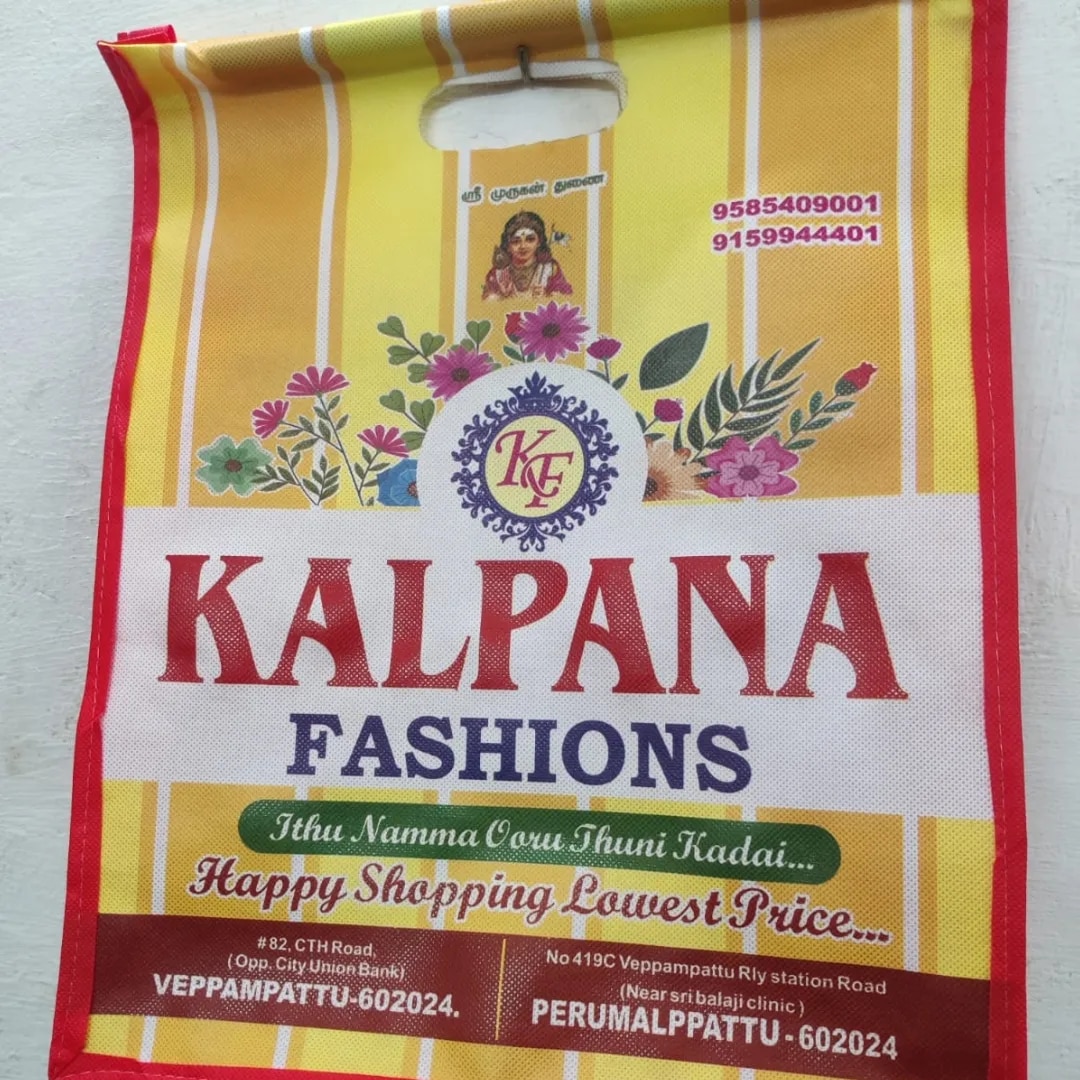 ஸ்ரீ முருகன் துணை
9585409001
9159944401
KF
KALPANA
FASHIONS
Ithu Namma Ooru Thuni Kadai...
Happy Shopping Lowest Price...
#82, CTH Road,
(Opp. City Union Bank)
VEPPAMPATTU-602024.
No 419C Veppampattu Rly station Road
(Near sri balaji clinic)
PERUMALPPATTU - 602024